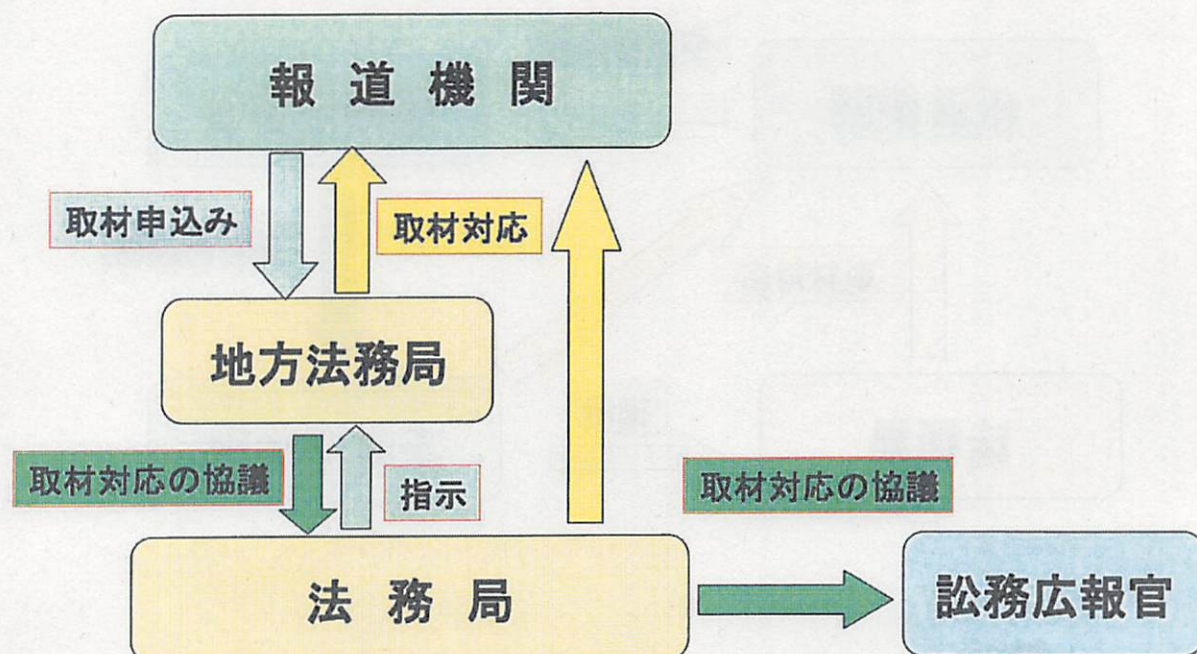 報道機関
取材申込み
取材対応
地方法務局
取材対応の協議
指示
取材対応の協議
法務局
訟務広報官